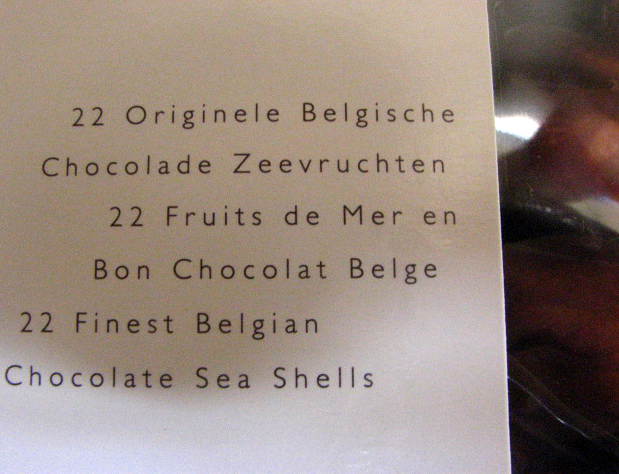 22 Originele Belgische
Chocolade Zeevruchten
22 Fruits de Mer en
Bon Chocolat Belge
22 Finest Belgian
Chocolate Sea Shells